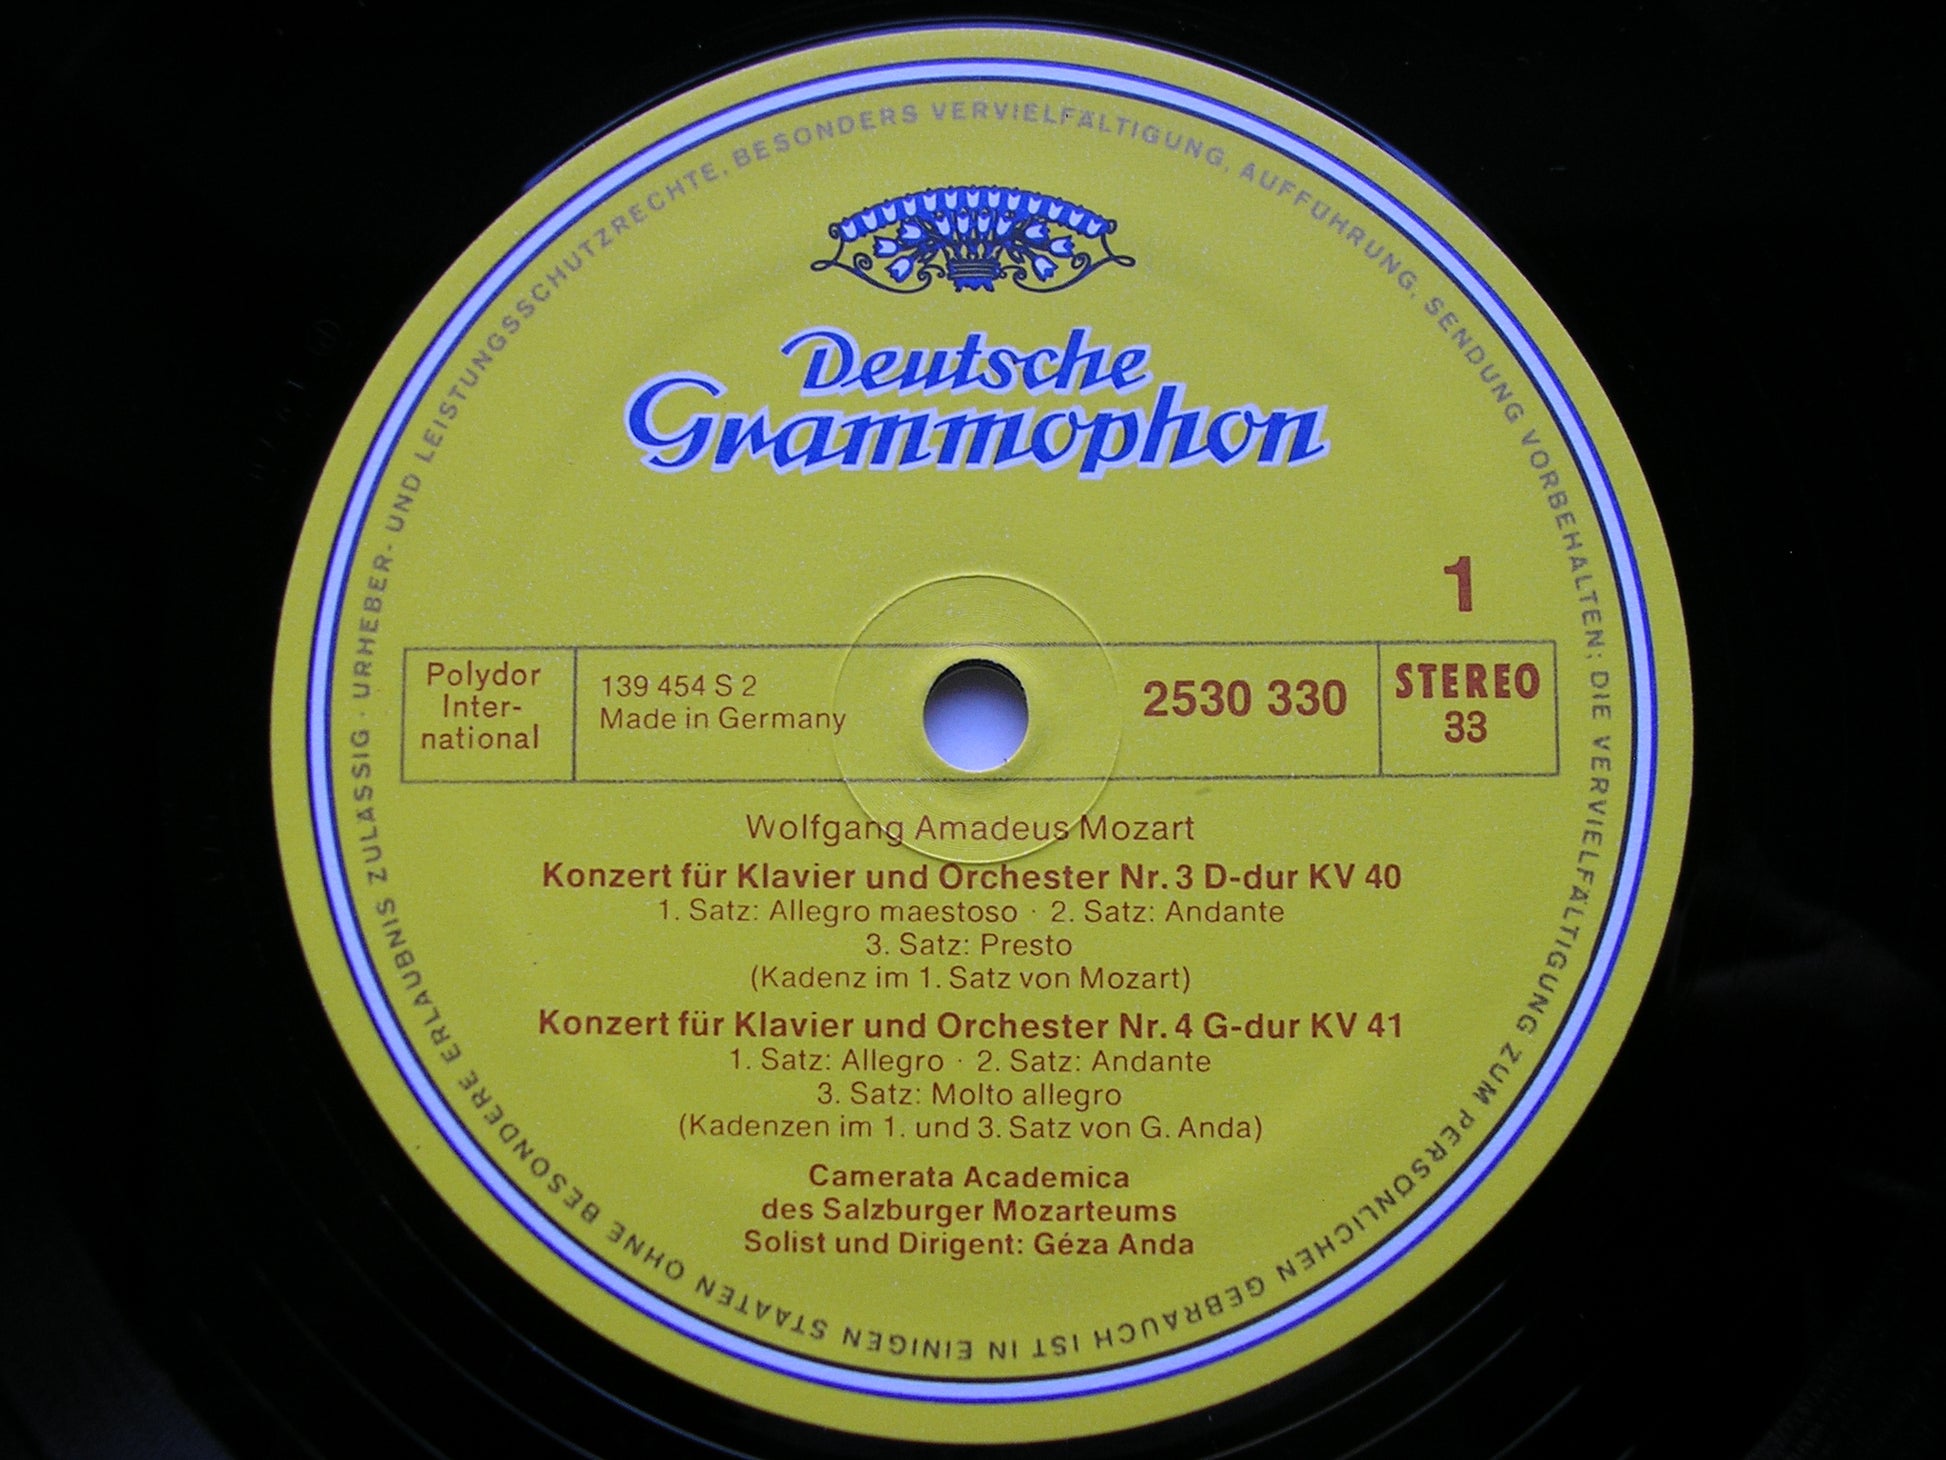 Deutsche
Grammophon
1
Polydor
Inter-
national
139 454 S 2
Made in Germany
2530 330
STEREO
33
Wolfgang Amadeus Mozart
Konzert für Klavier und Orchester Nr. 3 D-dur KV 40
1. Satz: Allegro maestoso · 2. Satz: Andante
3. Satz: Presto
(Kadenz im 1. Satz von Mozart)
Konzert für Klavier und Orchester Nr. 4 G-dur KV 41
1. Satz: Allegro · 2. Satz: Andante
3. Satz: Molto allegro
(Kadenzen im 1. und 3. Satz von G. Anda)
Camerata Academica
des Salzburger Mozarteums
Solist und Dirigent: Géza Anda
URHEBER- UND LEISTUNGSSCHUTZRECHTE, BESONDERS VERVIELFÄLTIGUNG, AUFFÜHRUNG, SENDUNG VORBEHALTEN; DIE VERVIELFÄLTIGUNG ZUM PERSÖNLICHEN GEBRAUCH IST IN EINIGEN STAATEN OHNE BESONDERE ERLAUBNIS ZULÄSSIG ·